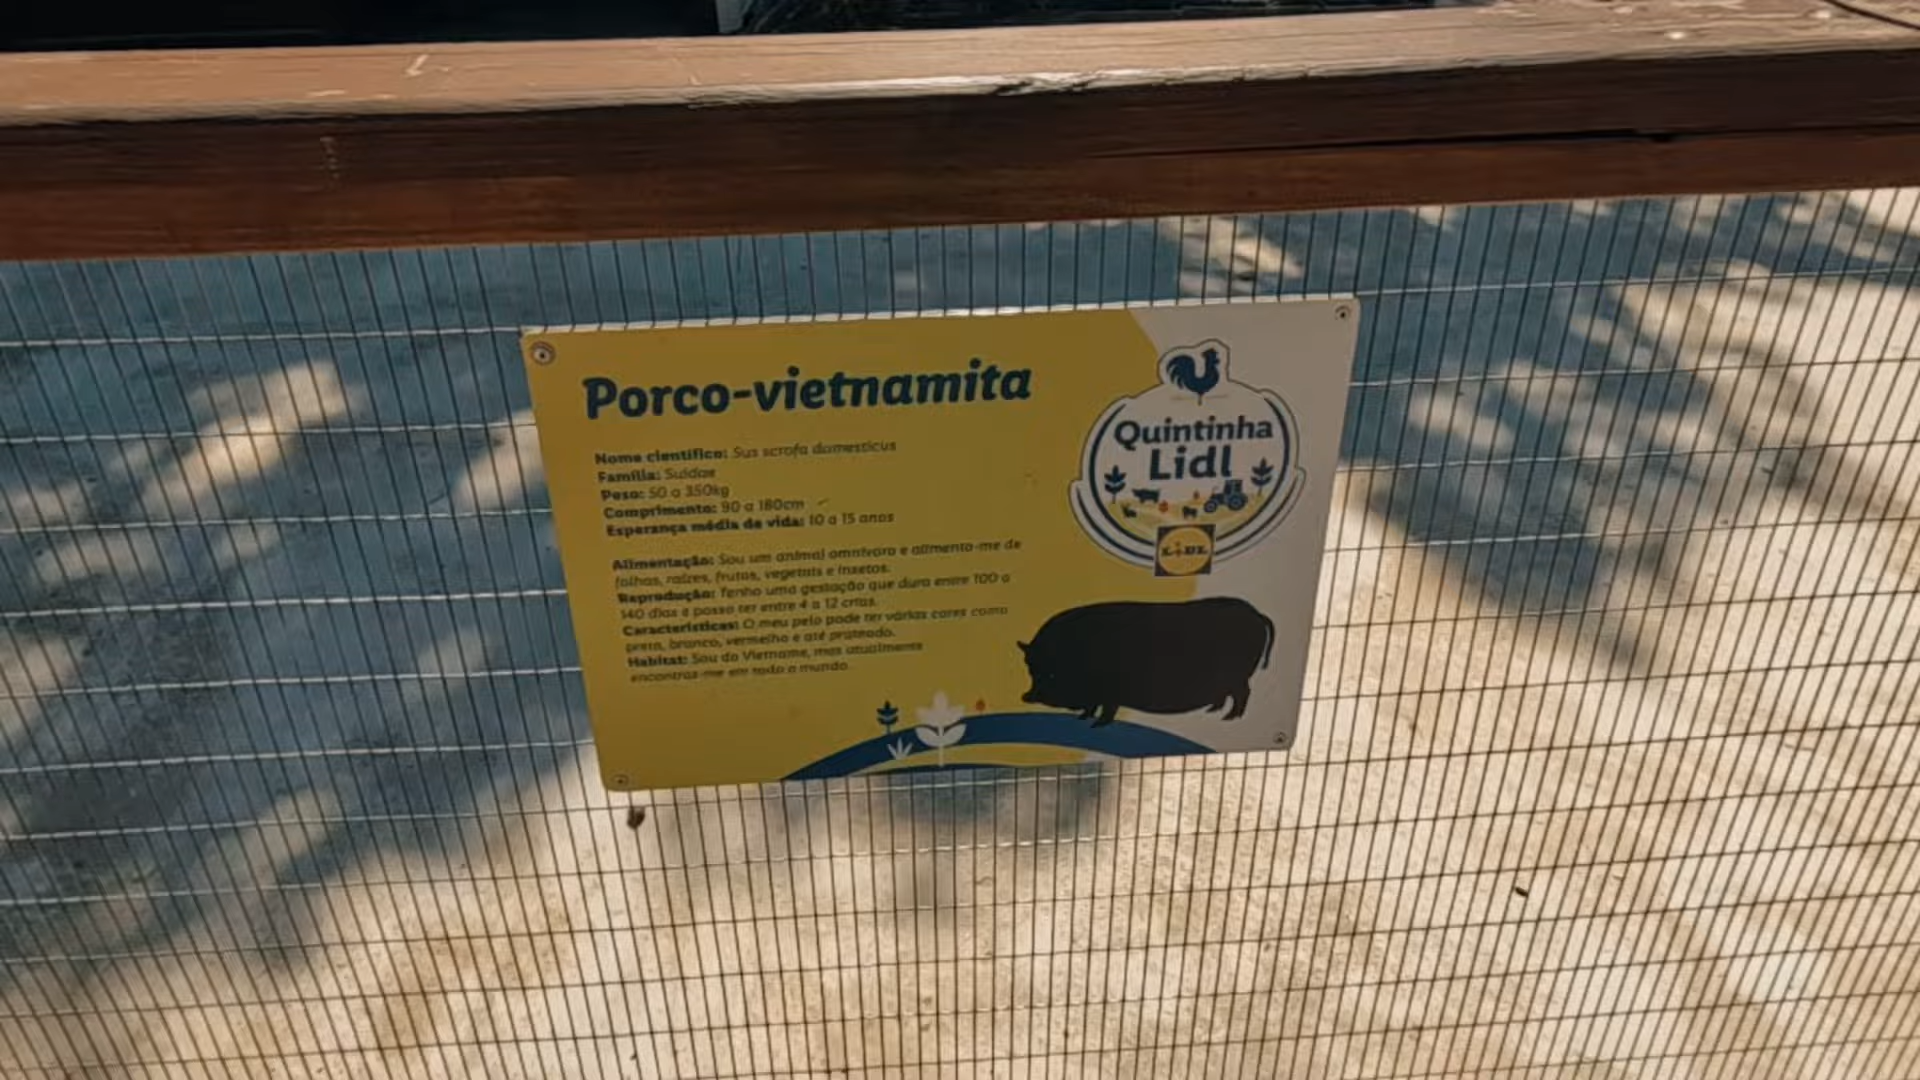 Porco-vietnamita
Nome científico: Sus scrofa domesticus
Família: Suidae
Peso: 50 a 350kg
Comprimento: 90 a 180cm
Esperança média de vida: 10 a 15 anos
Alimentação: Sou um animal omnívoro e alimento-me de
folhas, raízes, frutas, vegetais e insetos.
Reprodução: Tenho uma gestação que dura entre 100 a
140 dias e posso ter entre 4 a 12 crias.
Características: O meu pelo pode ter várias cores como
preto, branco, vermelho e até prateado.
Habitat: Sou do Vietname, mas atualmente
encontras-me em todo o mundo.
Quintinha
Lidl
LIDL